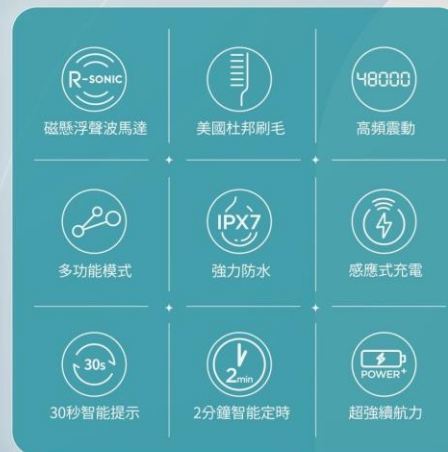 R-SONIC
磁懸浮聲波馬達
美國杜邦刷毛
48000
高頻震動
多功能模式
IPX7
強力防水
感應式充電
30s
30秒智能提示
2min
2分鐘智能定時
POWER+
超強續航力